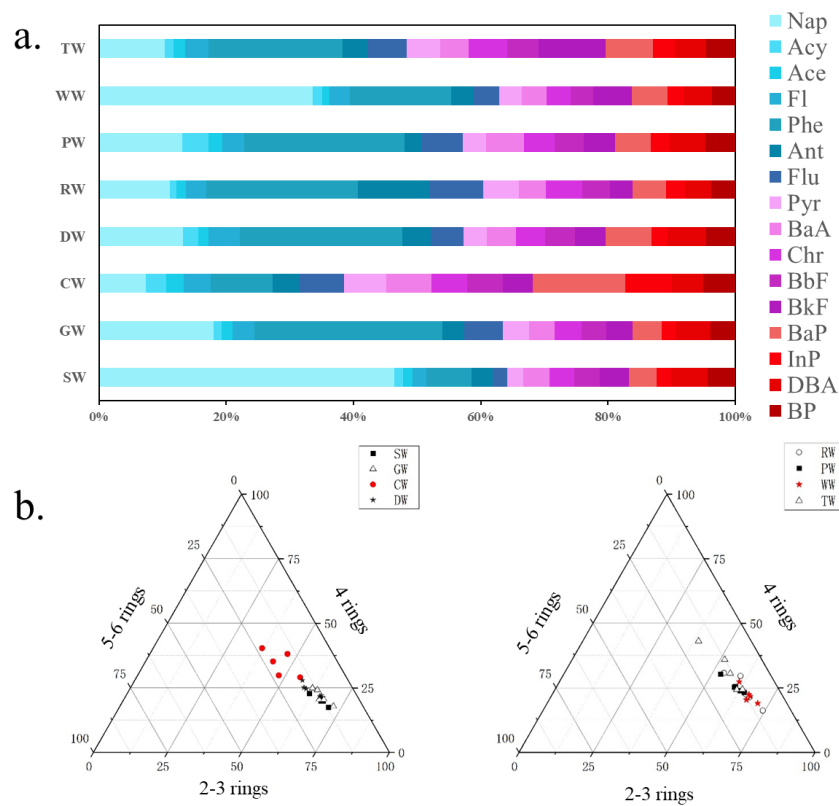 a.
TW
WW
PW
RW
DW
CW
GW
SW
0% 20% 40% 60% 80% 100%
Nap
Acy
Ace
Fl
Phe
Ant
Flu
Pyr
BaA
Chr
BbF
BkF
BaP
InP
DBA
BP
b.
SW
GW
CW
DW
0 100
25 75
50 50
75 25
100 0
0 25 50 75 100
5-6 rings
4 rings
2-3 rings
RW
PW
WW
TW
0 100
25 75
50 50
75 25
100 0
0 25 50 75 100
5-6 rings
4 rings
2-3 rings